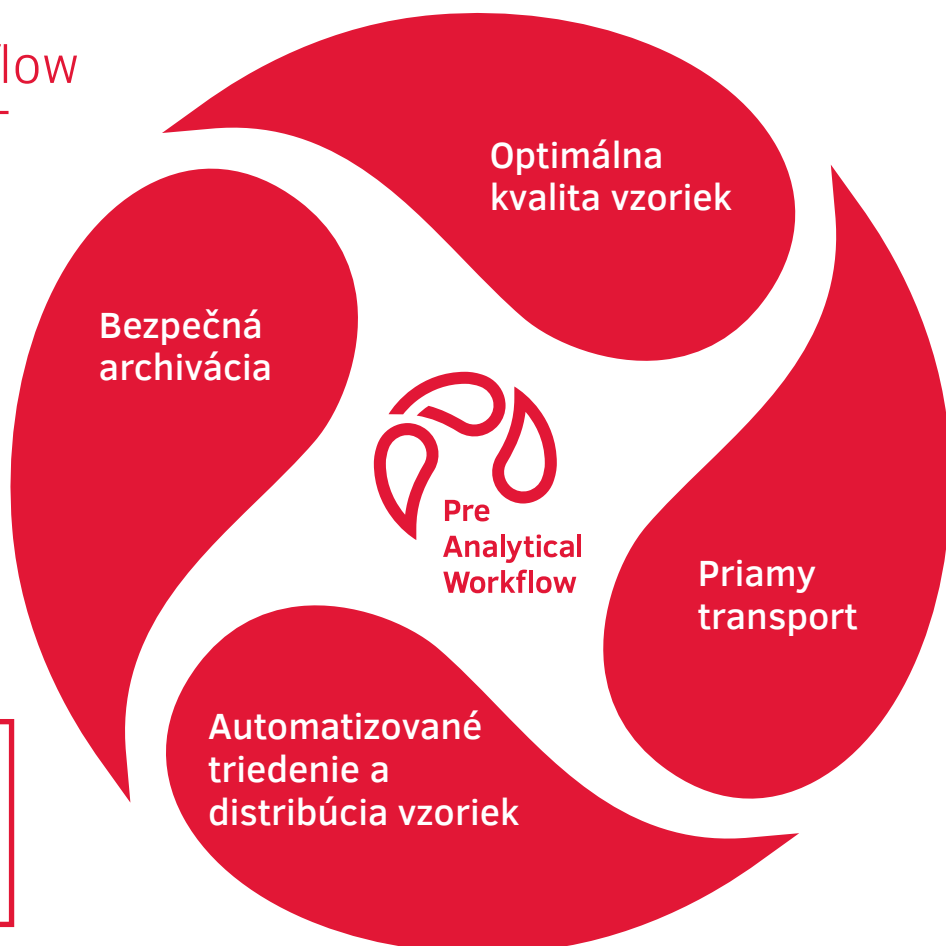 low
Optimálna
kvalita vzoriek
Bezpečná
archivácia
Pre
Analytical
Workflow
Priamy
transport
Automatizované
triedenie a
distribúcia vzoriek